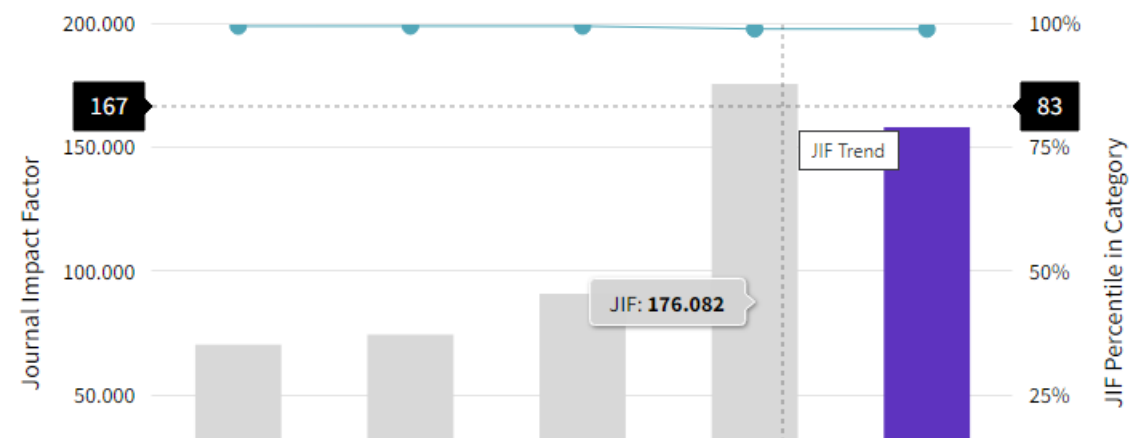 200.000
100%
167
83
150.000
JIF Trend
75%
100.000
50%
JIF: 176.082
50.000
25%
Journal Impact Factor
JIF Percentile in Category